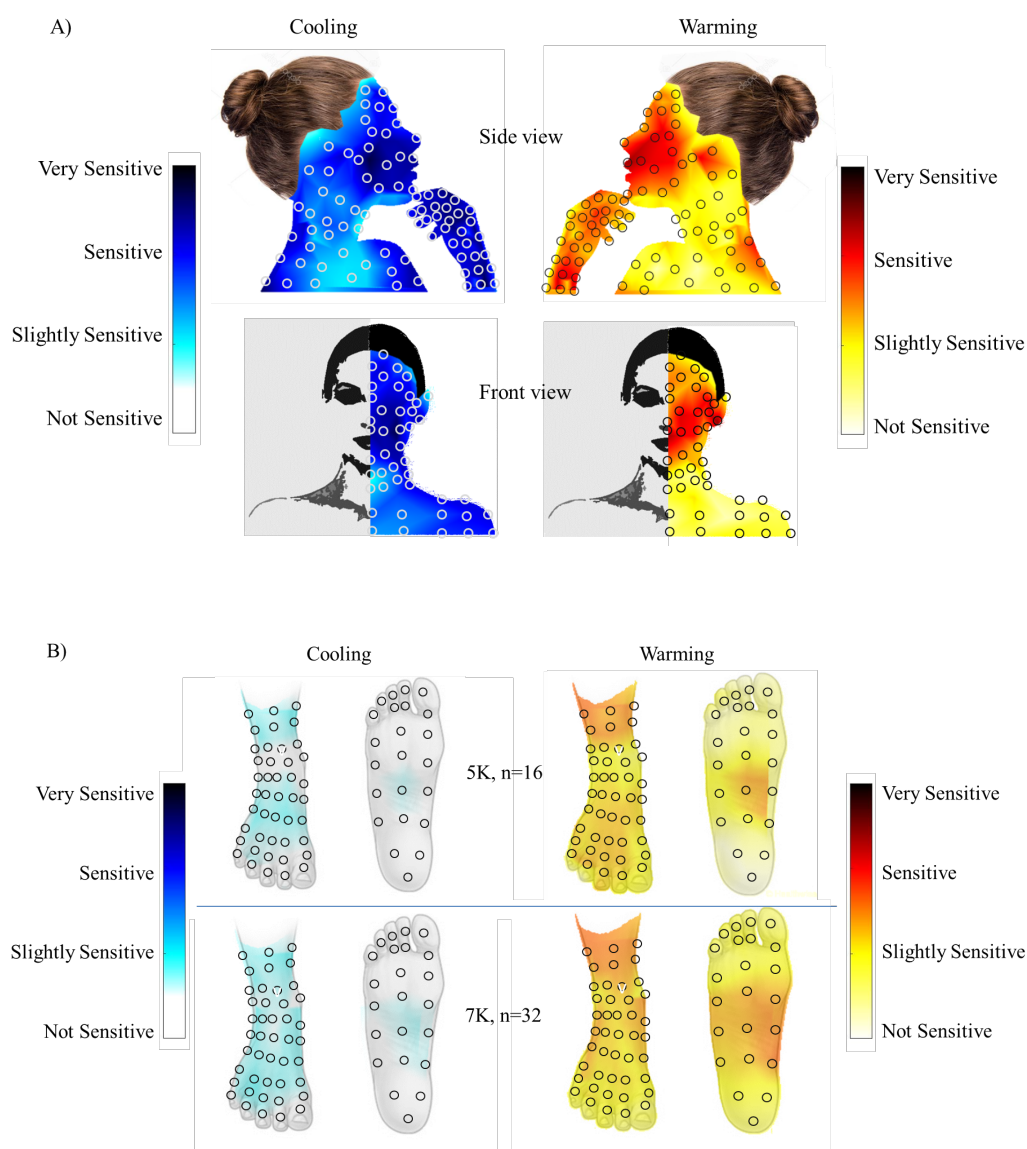 A)
Cooling
Warming
Side view
Very Sensitive
Sensitive
Slightly Sensitive
Not Sensitive
Very Sensitive
Sensitive
Slightly Sensitive
Not Sensitive
Front view
B)
Cooling
Warming
5K, n=16
Very Sensitive
Sensitive
Slightly Sensitive
Not Sensitive
Very Sensitive
Sensitive
Slightly Sensitive
Not Sensitive
7K, n=32